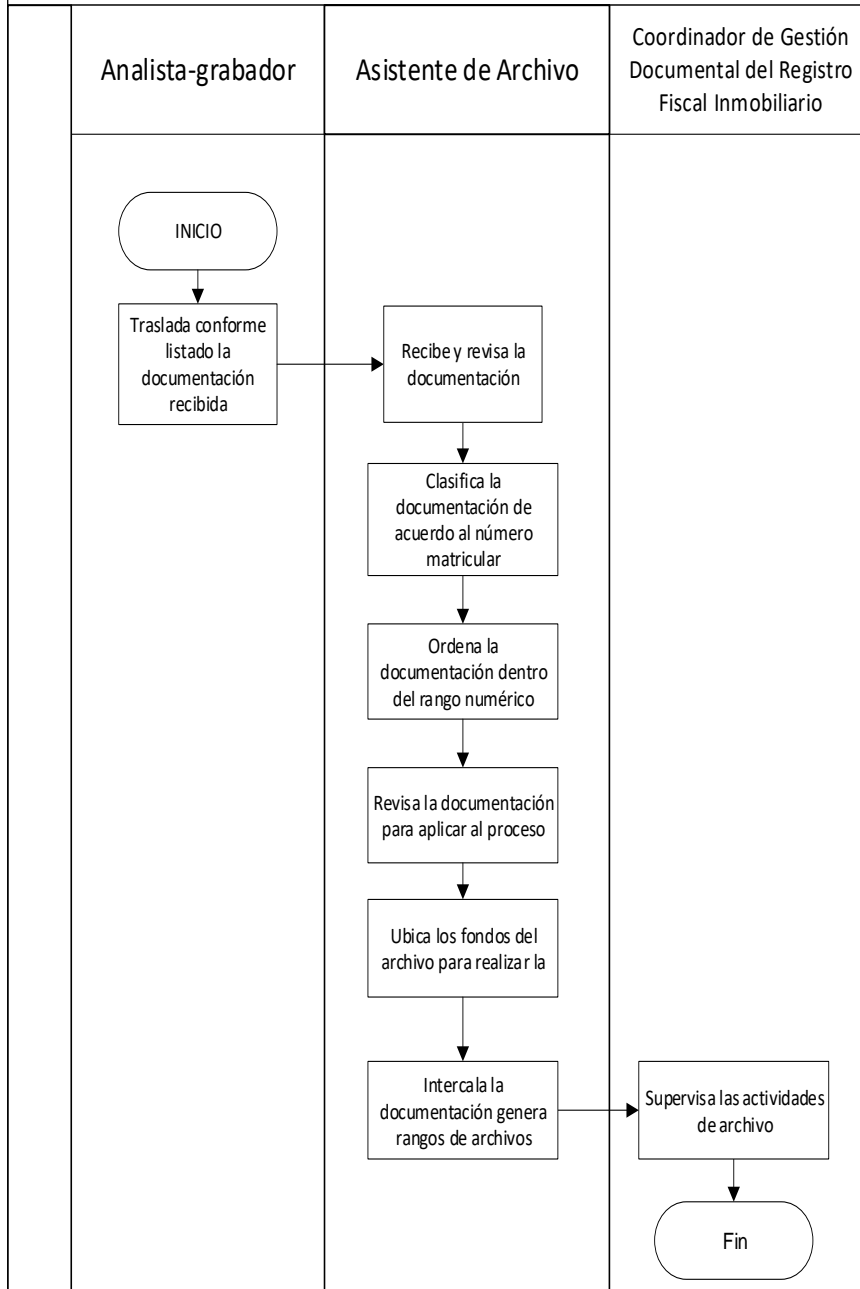 Analista-grabador
Asistente de Archivo
Coordinador de Gestión
Documental del Registro
Fiscal Inmobiliario
INICIO
Traslada conforme
listado la
documentación
recibida
Recibe y revisa la
documentación
Clasifica la
documentación de
acuerdo al número
matricular
Ordena la
documentación dentro
del rango numérico
Revisa la documentación
para aplicar al proceso
Ubica los fondos del
archivo para realizar la
Intercala la
documentación genera
rangos de archivos
Supervisa las actividades
de archivo
Fin